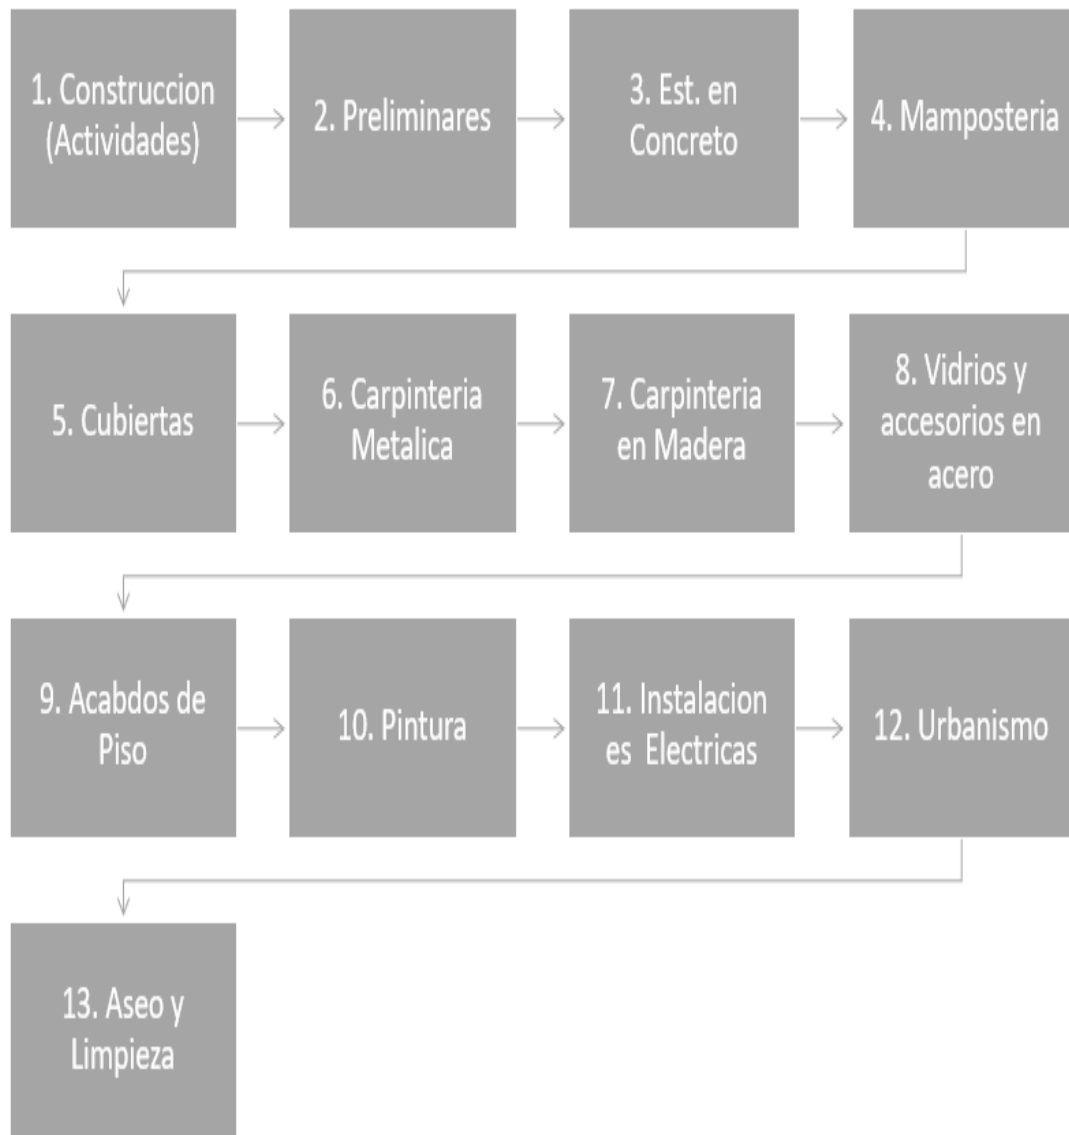 1. Construccion
(Actividades)
2. Preliminares
3. Est. en
Concreto
4. Mamposteria
5. Cubiertas
6. Carpinteria
Metalica
7. Carpinteria
en Madera
8. Vidrios y
accesorios en
acero
9. Acabdos de
Piso
10. Pintura
11. Instalacion
es Electricas
12. Urbanismo
13. Aseo y
Limpieza